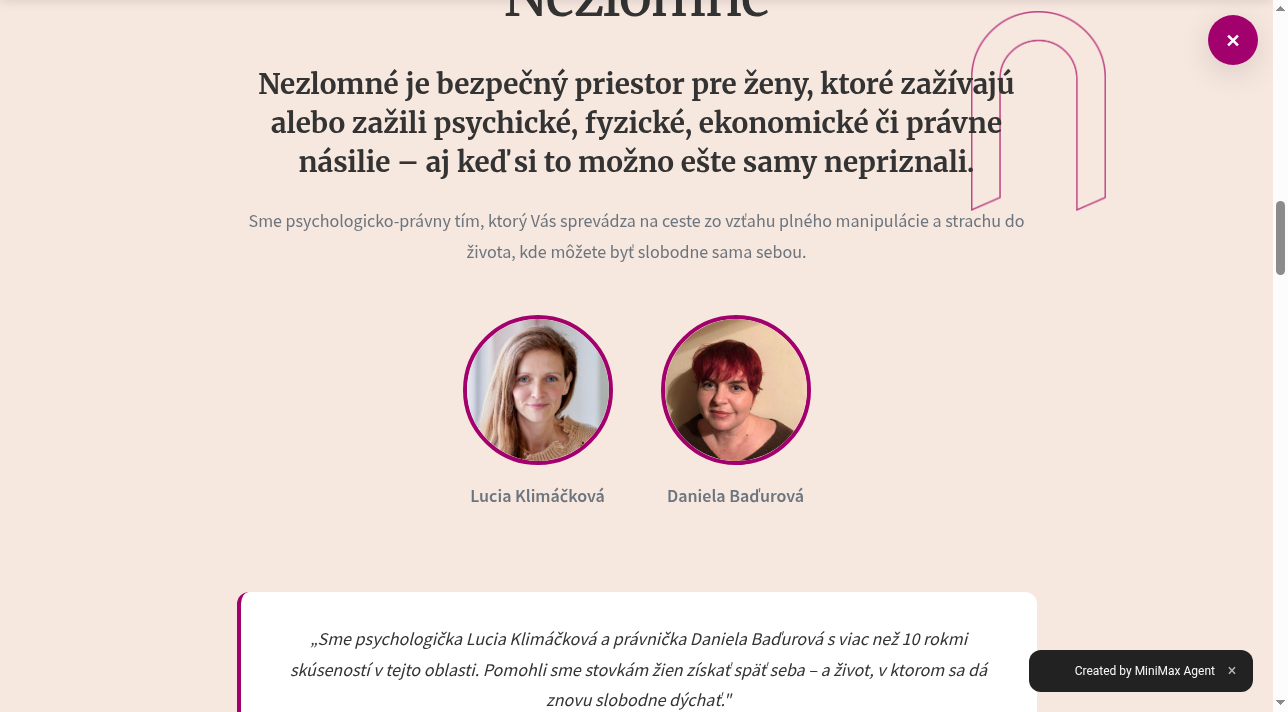 Nezlomné
Nezlomné je bezpečný priestor pre ženy, ktoré zažívajú
alebo zažili psychické, fyzické, ekonomické či právne
násilie – aj keď si to možno ešte samy nepriznali.
Sme psychologicko-právny tím, ktorý Vás sprevádza na ceste zo vzťahu plného manipulácie a strachu do
života, kde môžete byť slobodne sama sebou.
Lucia Klimáčková
Daniela Baďurová
„Sme psychologička Lucia Klimáčková a právnička Daniela Baďurová s viac než 10 rokmi
skúseností v tejto oblasti. Pomohli sme stovkám žien získať späť seba – a život, v ktorom sa dá
znovu slobodne dýchať."
Created by MiniMax Agent ×